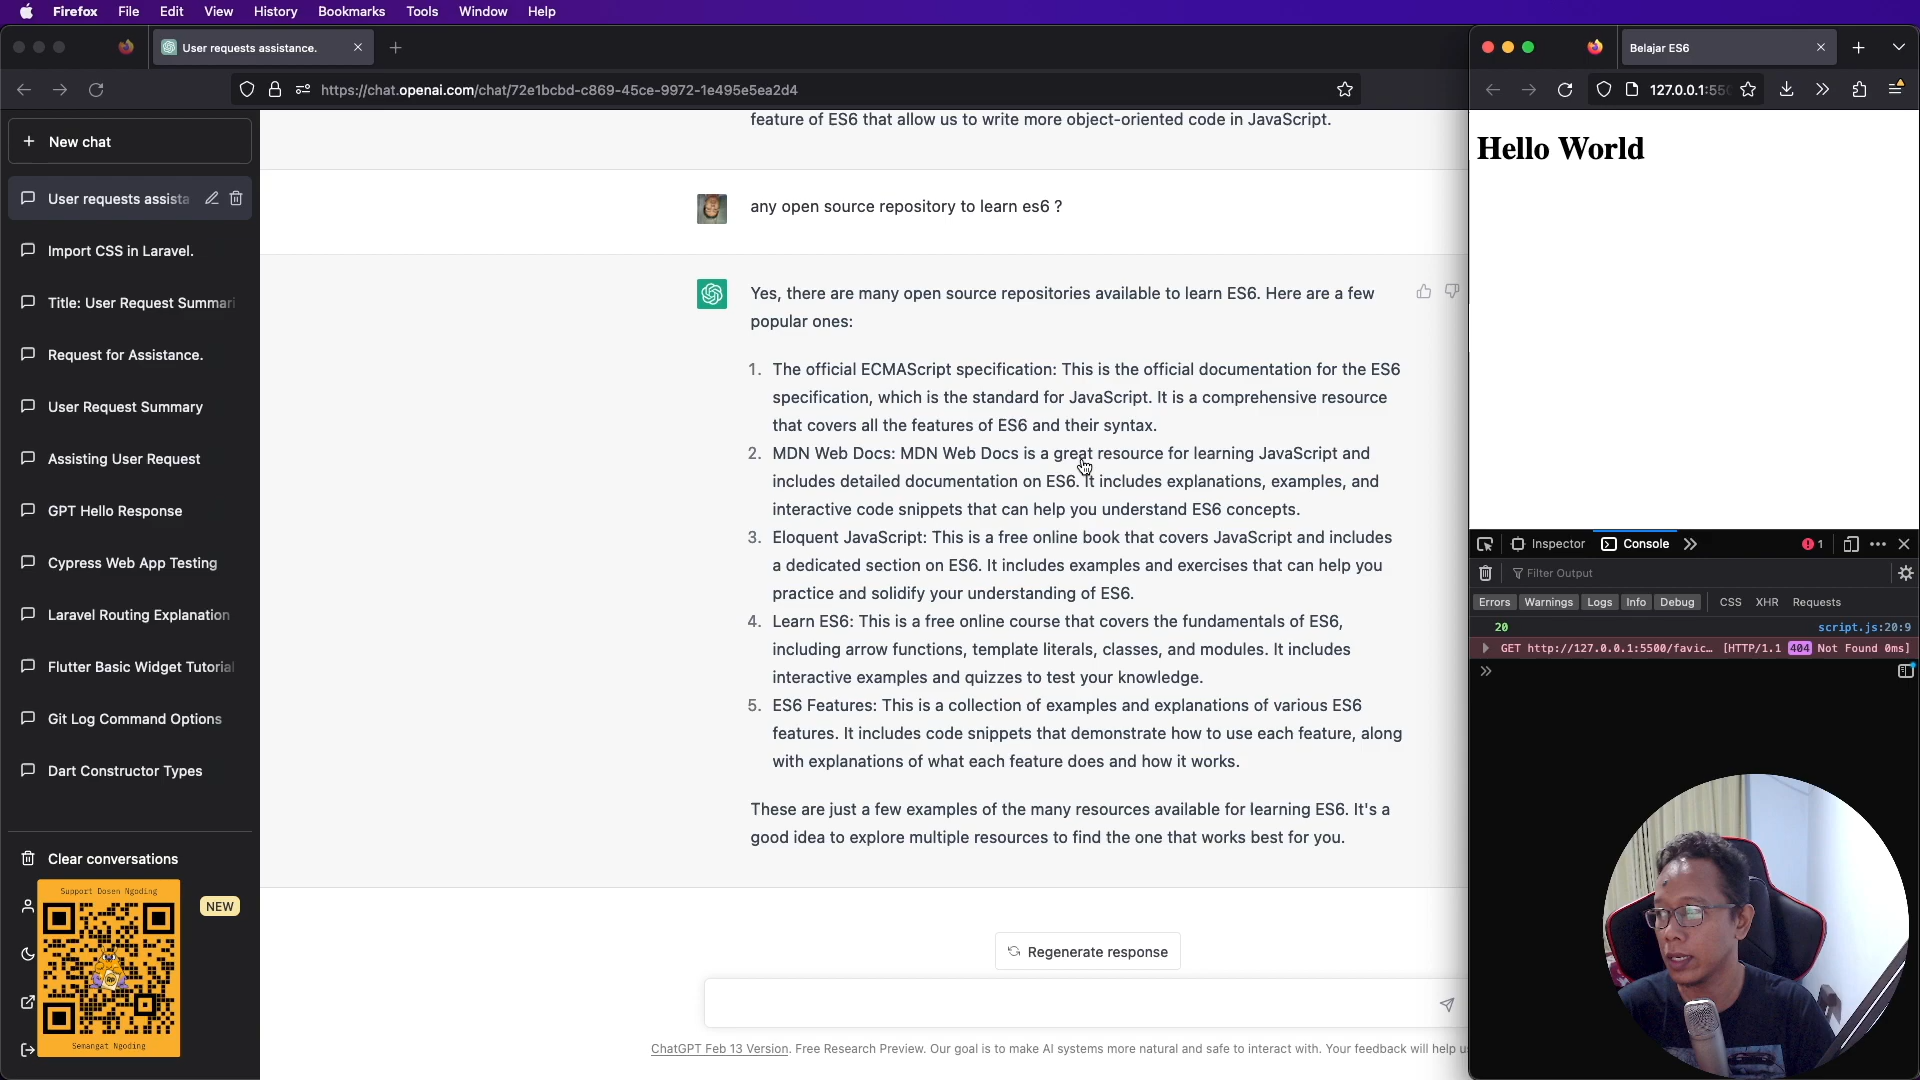 Firefox File Edit View History Bookmarks Tools Window Help
User requests assistance.
Belajar ES6
https://chat.openai.com/chat/72e1bcbd-c869-45ce-9972-1e495e5ea2d4
127.0.0.1:550
New chat
User requests assista
Import CSS in Laravel.
Title: User Request Summari
Request for Assistance.
User Request Summary
Assisting User Request
GPT Hello Response
Cypress Web App Testing
Laravel Routing Explanation
Flutter Basic Widget Tutorial
Git Log Command Options
Dart Constructor Types
Clear conversations
Support Dosen Ngoding
NEW
Semangat Ngoding
feature of ES6 that allow us to write more object-oriented code in JavaScript.
any open source repository to learn es6 ?
Yes, there are many open source repositories available to learn ES6. Here are a few
popular ones:
1. The official ECMAScript specification: This is the official documentation for the ES6
specification, which is the standard for JavaScript. It is a comprehensive resource
that covers all the features of ES6 and their syntax.
2. MDN Web Docs: MDN Web Docs is a great resource for learning JavaScript and
includes detailed documentation on ES6. It includes explanations, examples, and
interactive code snippets that can help you understand ES6 concepts.
3. Eloquent JavaScript: This is a free online book that covers JavaScript and includes
a dedicated section on ES6. It includes examples and exercises that can help you
practice and solidify your understanding of ES6.
4. Learn ES6: This is a free online course that covers the fundamentals of ES6,
including arrow functions, template literals, classes, and modules. It includes
interactive examples and quizzes to test your knowledge.
5. ES6 Features: This is a collection of examples and explanations of various ES6
features. It includes code snippets that demonstrate how to use each feature, along
with explanations of what each feature does and how it works.
These are just a few examples of the many resources available for learning ES6. It's a
good idea to explore multiple resources to find the one that works best for you.
Regenerate response
ChatGPT Feb 13 Version. Free Research Preview. Our goal is to make AI systems more natural and safe to interact with. Your feedback will help u
Hello World
Inspector Console 1
Filter Output
Errors Warnings Logs Info Debug CSS XHR Requests
20 script.js:20:9
GET http://127.0.0.1:5500/favic… [HTTP/1.1 404 Not Found 0ms]